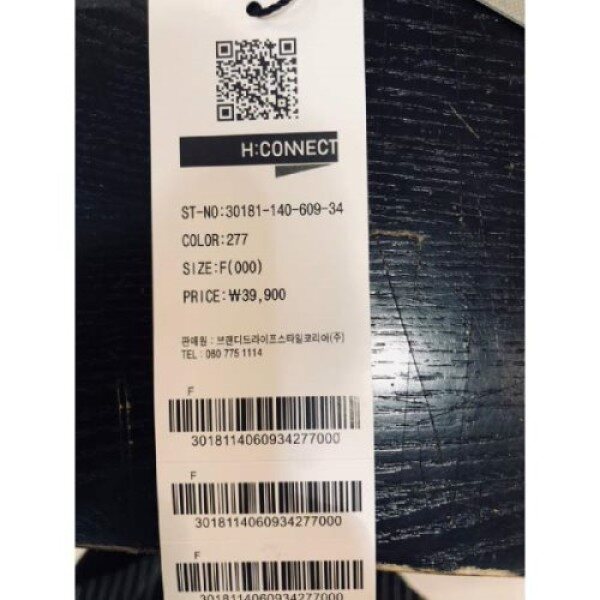 H:CONNECT
ST-NO:30181-140-609-34
COLOR:277
SIZE:F(000)
PRICE:₩39,900
판매원 : 브랜디드라이프스타일코리아(주)
TEL : 080 775 1114
F
3018114060934277000
F
3018114060934277000
F
3018114060934277000